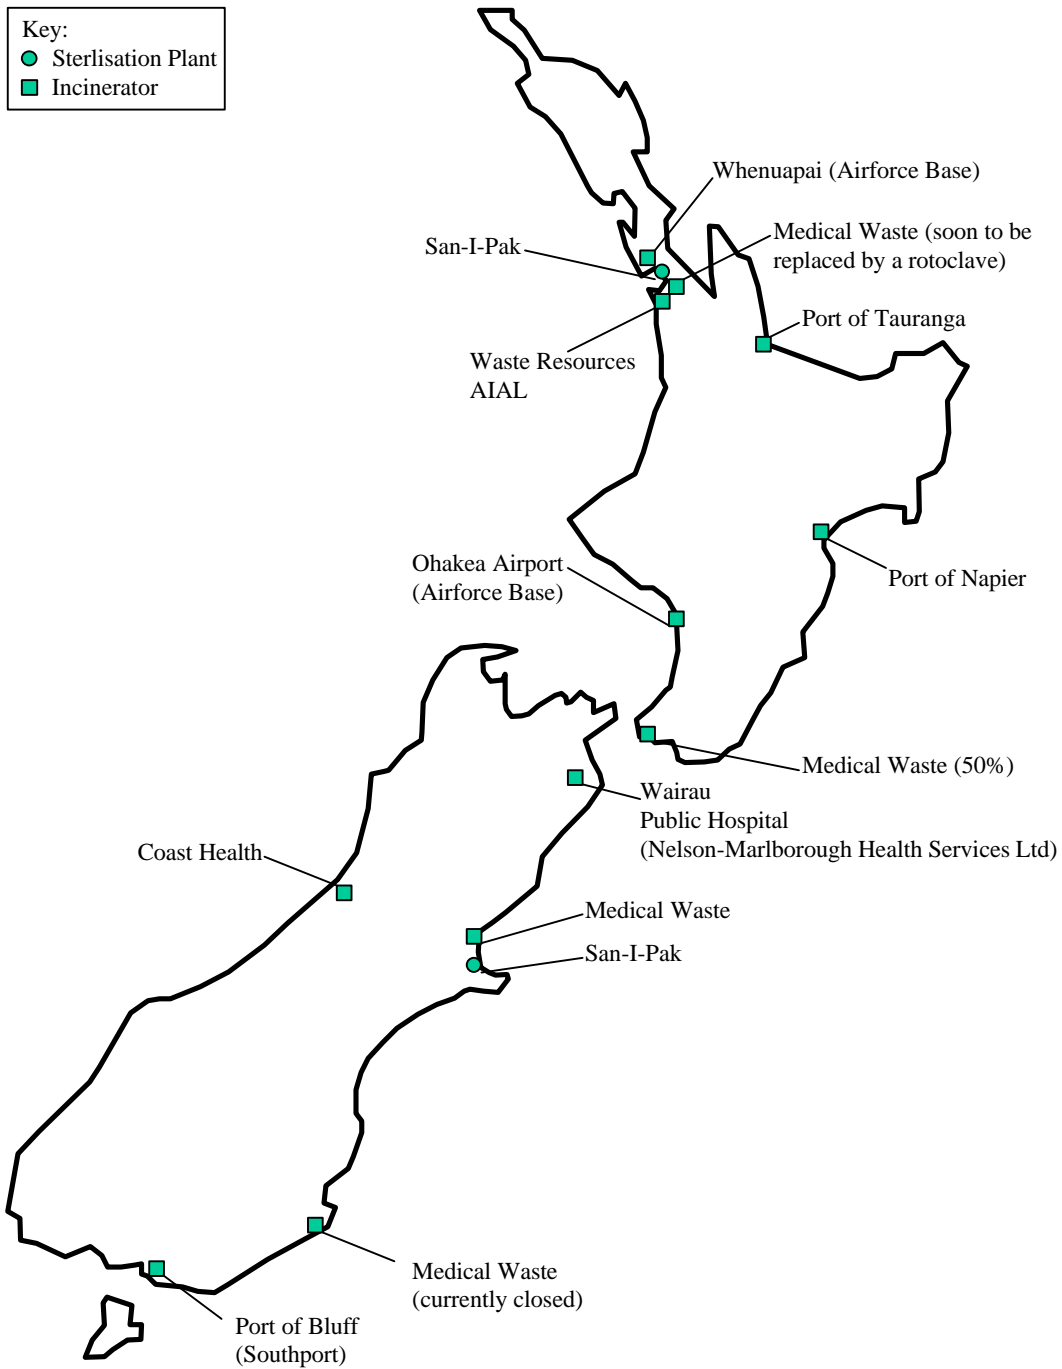 Key:
Sterlisation Plant
Incinerator
Whenuapai (Airforce Base)
San-I-Pak
Medical Waste (soon to be
replaced by a rotoclave)
Port of Tauranga
Waste Resources
AIAL
Ohakea Airport
(Airforce Base)
Port of Napier
Medical Waste (50%)
Wairau
Public Hospital
(Nelson-Marlborough Health Services Ltd)
Coast Health
Medical Waste
San-I-Pak
Medical Waste
(currently closed)
Port of Bluff
(Southport)